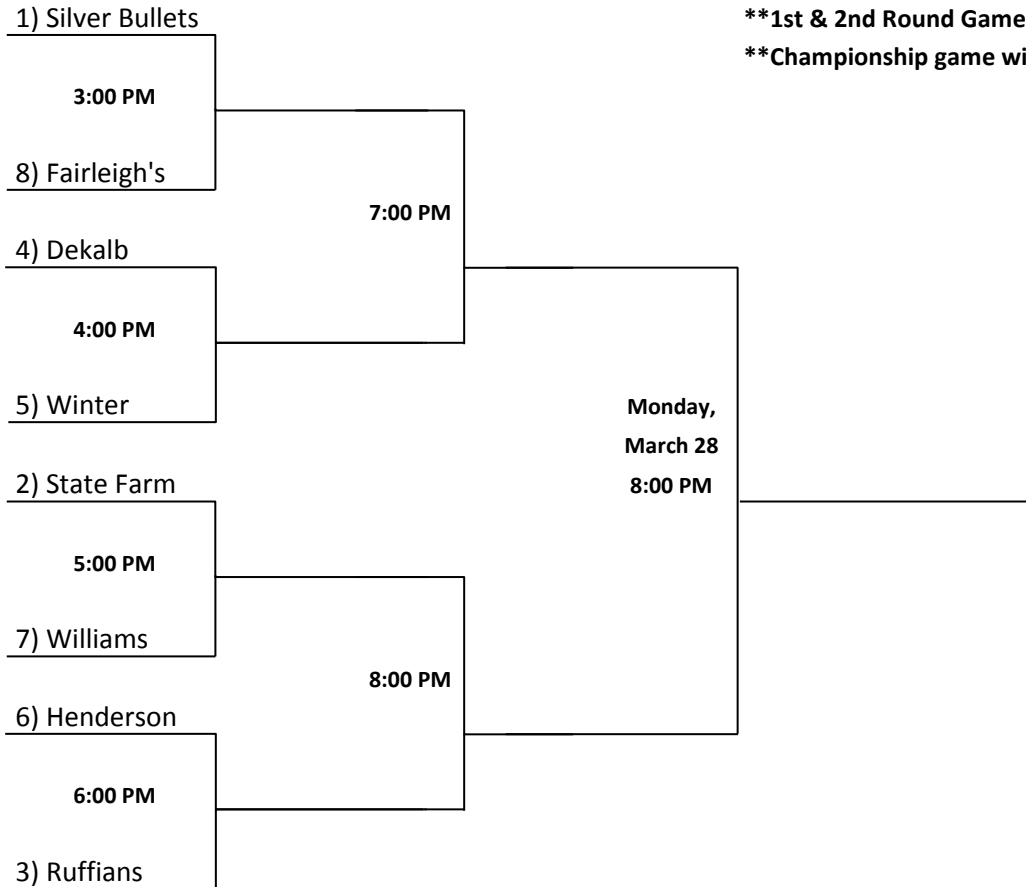 1) Silver Bullets
**1st & 2nd Round Game
**Championship game wi
3:00 PM
8) Fairleigh's
7:00 PM
4) Dekalb
4:00 PM
5) Winter
Monday,
March 28
8:00 PM
2) State Farm
5:00 PM
7) Williams
8:00 PM
6) Henderson
6:00 PM
3) Ruffians